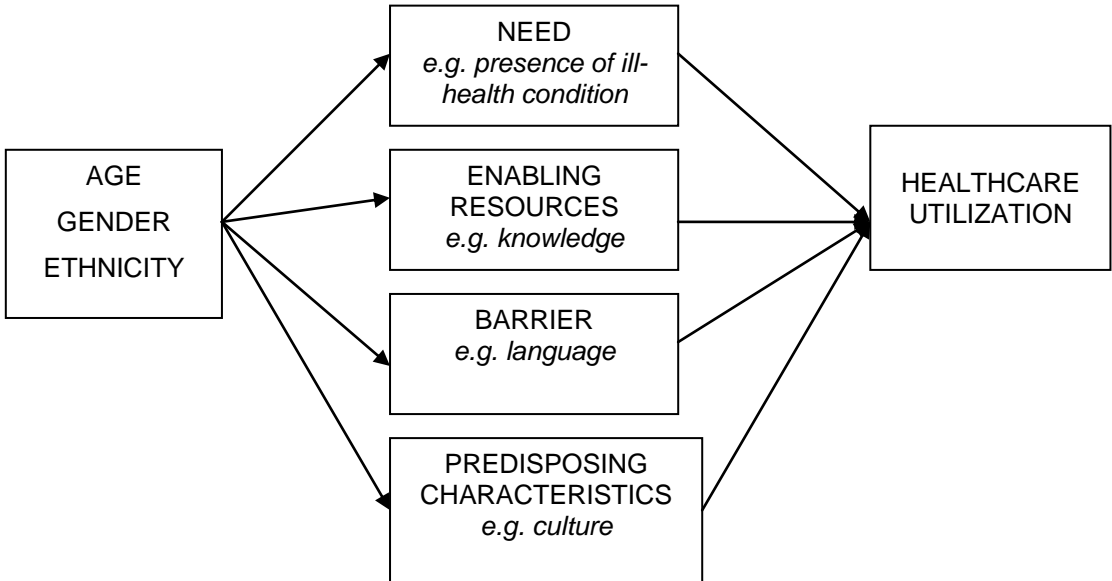 AGE
GENDER
ETHNICITY
NEED
e.g. presence of ill-
health condition
ENABLING
RESOURCES
e.g. knowledge
BARRIER
e.g. language
PREDISPOSING
CHARACTERISTICS
e.g. culture
HEALTHCARE
UTILIZATION